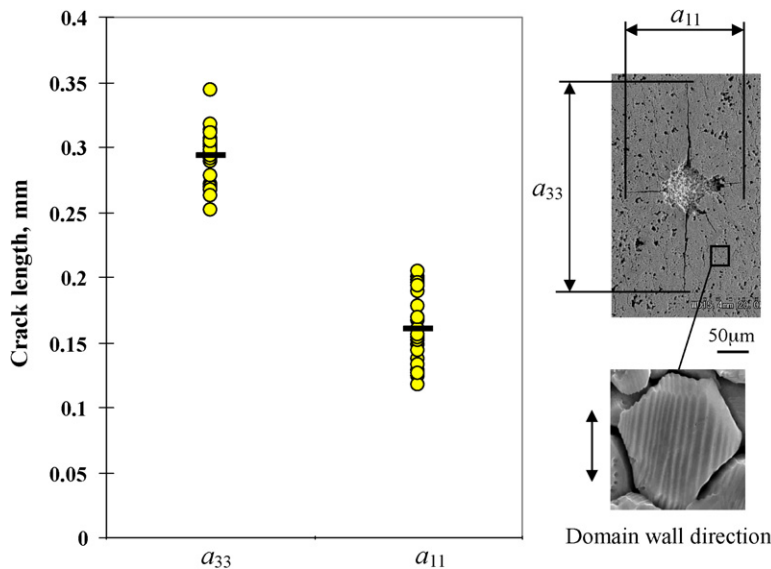 Crack length, mm
0.4
0.35
0.3
0.25
0.2
0.15
0.1
0.05
0
a33
a11
a11
a33
50μm
Domain wall direction